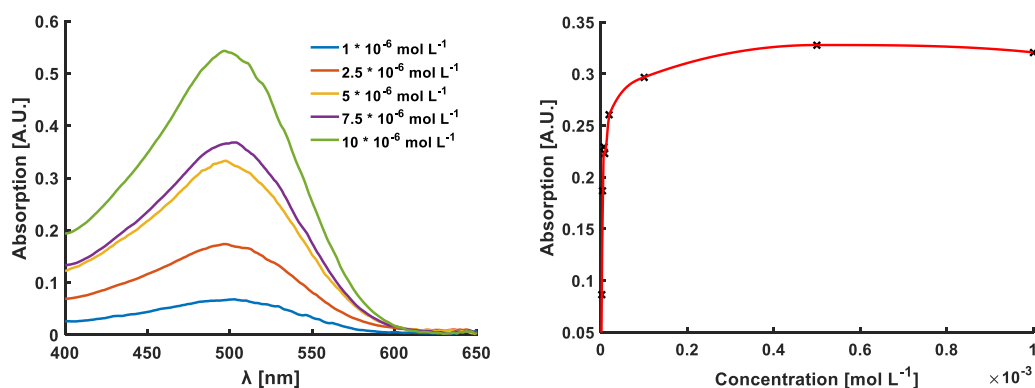 0.6
0.5
0.4
0.3
0.2
0.1
0
Absorption [A.U.]
1 * 10⁻⁶ mol L⁻¹
2.5 * 10⁻⁶ mol L⁻¹
5 * 10⁻⁶ mol L⁻¹
7.5 * 10⁻⁶ mol L⁻¹
10 * 10⁻⁶ mol L⁻¹
400 450 500 550 600 650
λ [nm]
0.35
0.3
0.25
0.2
0.15
0.1
0.05
Absorption [A.U.]
0 0.2 0.4 0.6 0.8 1
Concentration [mol L⁻¹] ×10⁻³